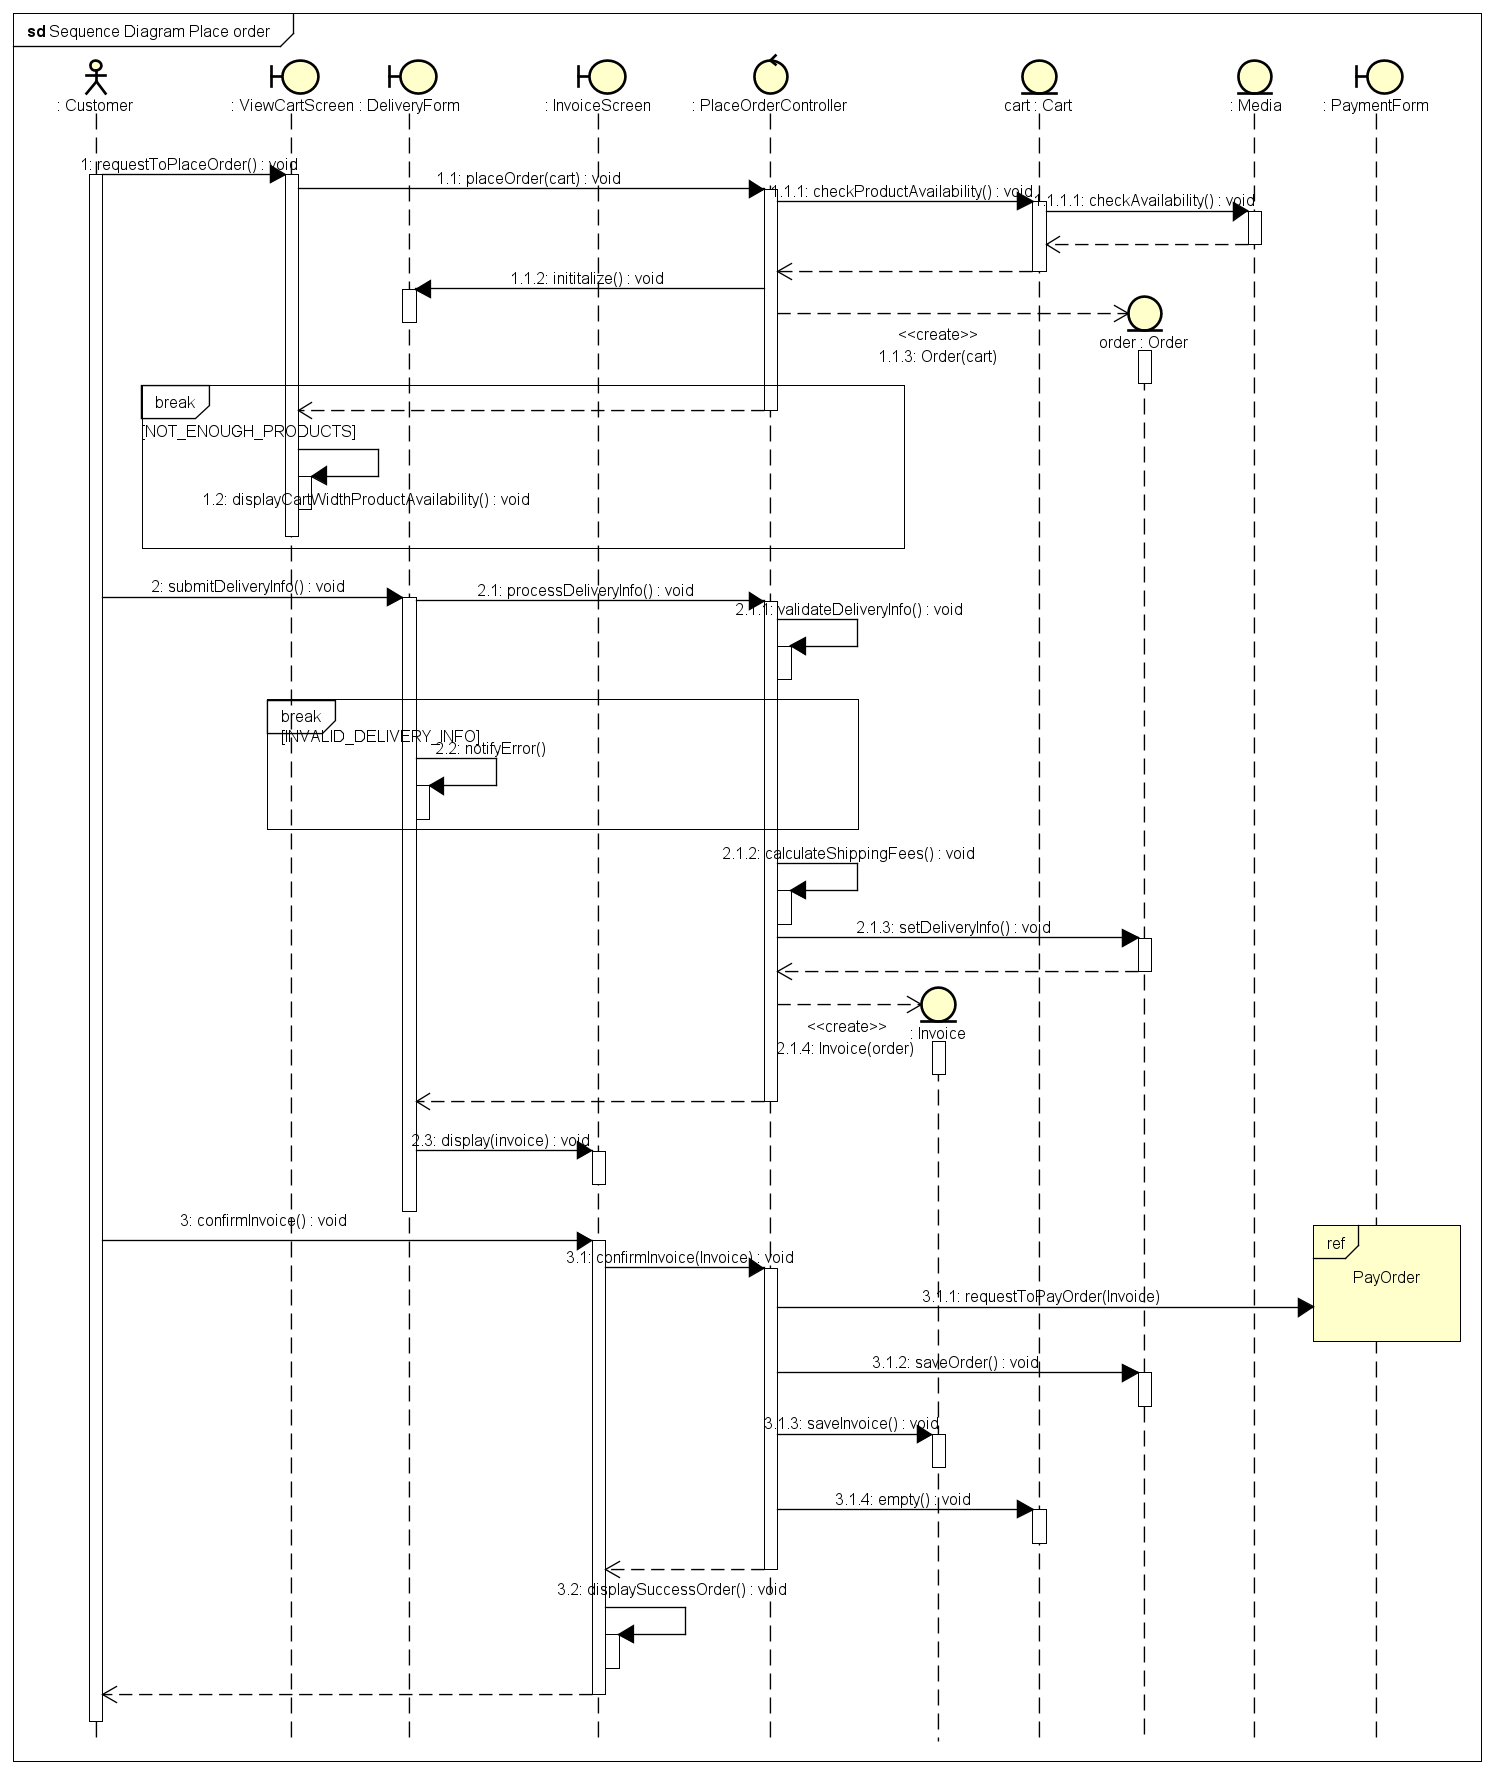 sd Sequence Diagram Place order
: Customer
: ViewCartScreen
: DeliveryForm
: InvoiceScreen
: PlaceOrderController
cart : Cart
: Media
: PaymentForm
1: requestToPlaceOrder() : void
1.1: placeOrder(cart) : void
1.1.1: checkProductAvailability() : void
1.1.1.1: checkAvailability() : void
1.1.2: inititalize() : void
<<create>>
1.1.3: Order(cart)
order : Order
break
[NOT_ENOUGH_PRODUCTS]
1.2: displayCartWidthProductAvailability() : void
2: submitDeliveryInfo() : void
2.1: processDeliveryInfo() : void
2.1.1: validateDeliveryInfo() : void
break
[INVALID_DELIVERY_INFO]
2.2: notifyError()
2.1.2: calculateShippingFees() : void
2.1.3: setDeliveryInfo() : void
<<create>>
2.1.4: Invoice(order)
: Invoice
2.3: display(invoice) : void
3: confirmInvoice() : void
3.1: confirmInvoice(Invoice) : void
ref
PayOrder
3.1.1: requestToPayOrder(Invoice)
3.1.2: saveOrder() : void
3.1.3: saveInvoice() : void
3.1.4: empty() : void
3.2: displaySuccessOrder() : void